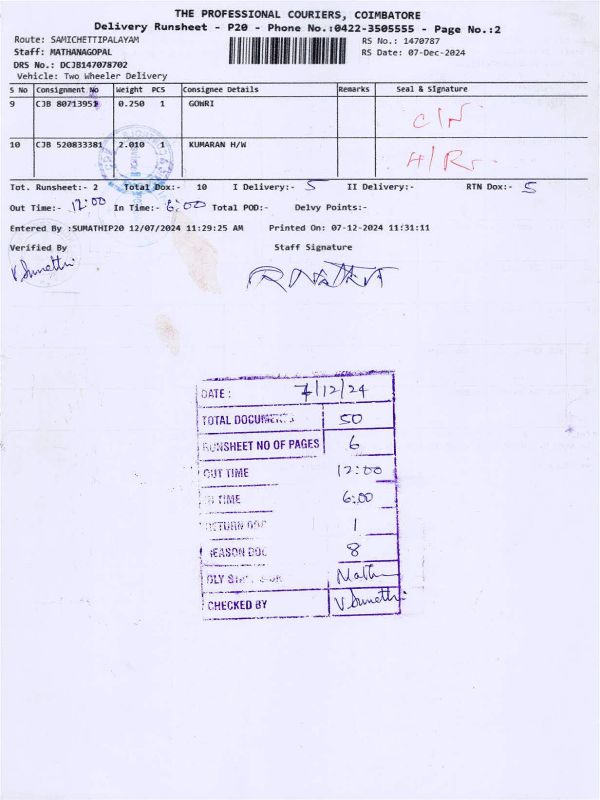 THE PROFESSIONAL COURIERS, COIMBATORE
Delivery Runsheet - P20 - Phone No.:0422-3505555 - Page No.:2
Route: SAMICHETTIPALAYAM RS No.: 1470787
Staff: MATHANAGOPAL RS Date: 07-Dec-2024
DRS No.: DCJB147078702
Vehicle: Two Wheeler Delivery
S No Consignment No Weight PCS Consignee Details Remarks Seal & Signature
9 CJB 80713951 0.250 1 GOWRI C/N
10 CJB 520833381 2.010 1 KUMARAN H/W H/R
Tot. Runsheet:- 2 Total Dox:- 10 I Delivery:- 5 II Delivery:- RTN Dox:- 5
Out Time:- 12:00 In Time:- 6:00 Total POD:- Delvy Points:-
Entered By :SUMATHIP20 12/07/2024 11:29:25 AM Printed On: 07-12-2024 11:31:11
Verified By Staff Signature
V. Sumathi
DATE : 7/12/24
TOTAL DOCUMENTS 50
RUNSHEET NO OF PAGES 6
OUT TIME 12:00
IN TIME 6:00
RETURN DOC 1
REASON DOC 8
CHECKED BY V. Sumathi